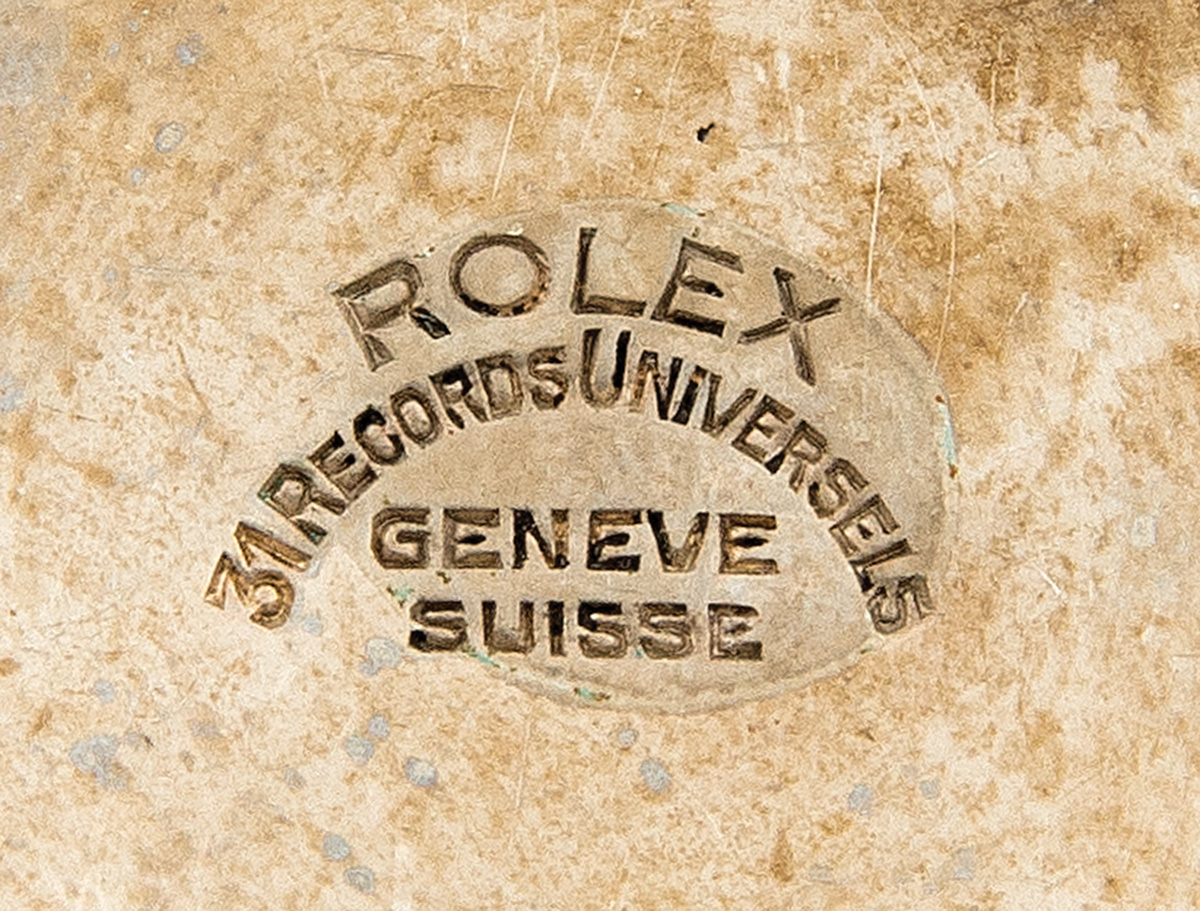 ROLEX
31 RECORDS UNIVERSELS
GENEVE
SUISSE